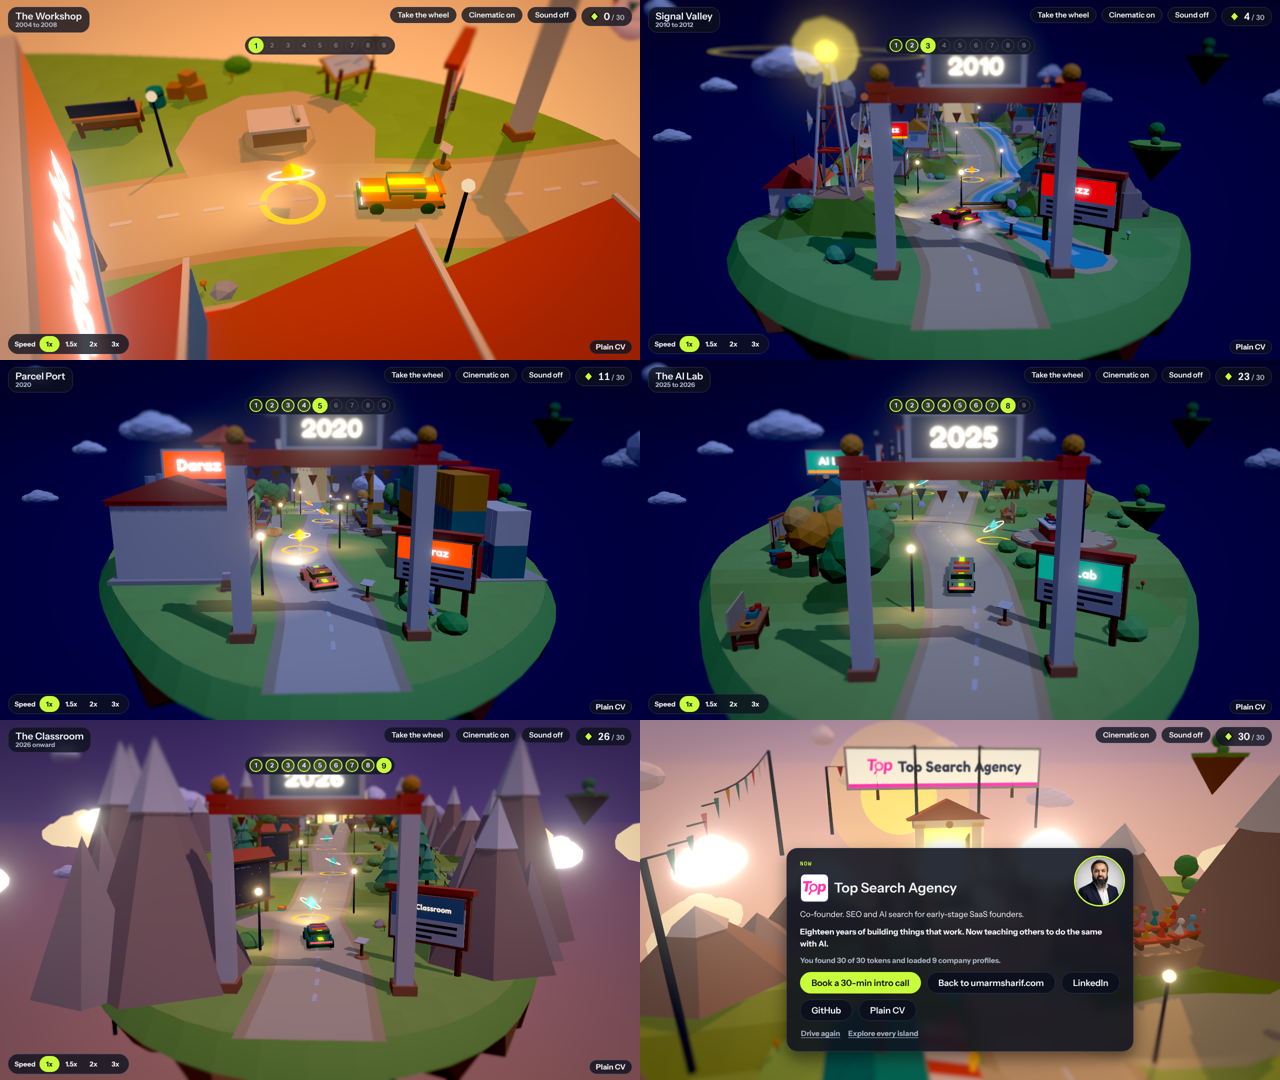 The Workshop
2004 to 2008
Take the wheel
Cinematic on
Sound off
0 / 30
1 2 3 4 5 6 7 8 9
Speed 1x 1.5x 2x 3x
Plain CV
Signal Valley
2010 to 2012
Take the wheel
Cinematic on
Sound off
4 / 30
1 2 3 4 5 6 7 8 9
2010
Speed 1x 1.5x 2x 3x
Plain CV
Parcel Port
2020
Take the wheel
Cinematic on
Sound off
11 / 30
1 2 3 4 5 6 7 8 9
2020
Daraz
raz
Speed 1x 1.5x 2x 3x
Plain CV
The AI Lab
2025 to 2026
Take the wheel
Cinematic on
Sound off
23 / 30
1 2 3 4 5 6 7 8 9
2025
AI L
Lab
Speed 1x 1.5x 2x 3x
Plain CV
The Classroom
2026 onward
Take the wheel
Cinematic on
Sound off
26 / 30
1 2 3 4 5 6 7 8 9
2026
Classroom
Speed 1x 1.5x 2x 3x
Plain CV
Cinematic on
Sound off
30 / 30
Top Top Search Agency
NOW
Top Top Search Agency
Co-founder. SEO and AI search for early-stage SaaS founders.
Eighteen years of building things that work. Now teaching others to do the same
with AI.
You found 30 of 30 tokens and loaded 9 company profiles.
Book a 30-min intro call
Back to umarmsharif.com
LinkedIn
GitHub
Plain CV
Drive again
Explore every island